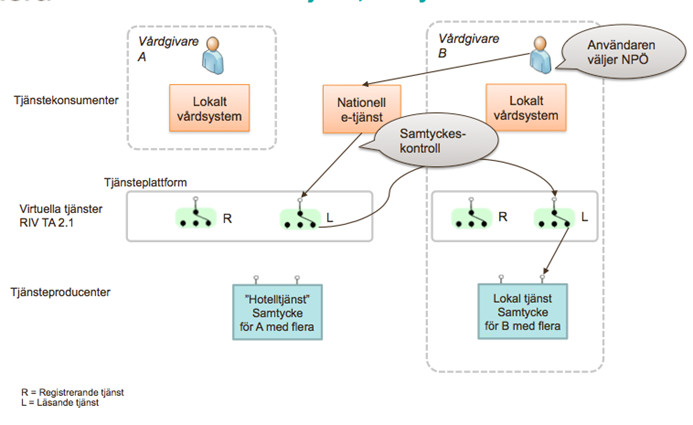 Vårdgivare
A
Vårdgivare
B
Användaren
väljer NPÖ
Tjänstekonsumenter
Lokalt
vårdsystem
Nationell
e-tjänst
Lokalt
vårdsystem
Samtyckes-
kontroll
Tjänsteplattform
Virtuella tjänster
RIV TA 2.1
R
L
R
L
Tjänsteproducenter
"Hotelltjänst"
Samtycke
för A med flera
Lokal tjänst
Samtycke
för B med flera
R = Registrerande tjänst
L = Läsande tjänst